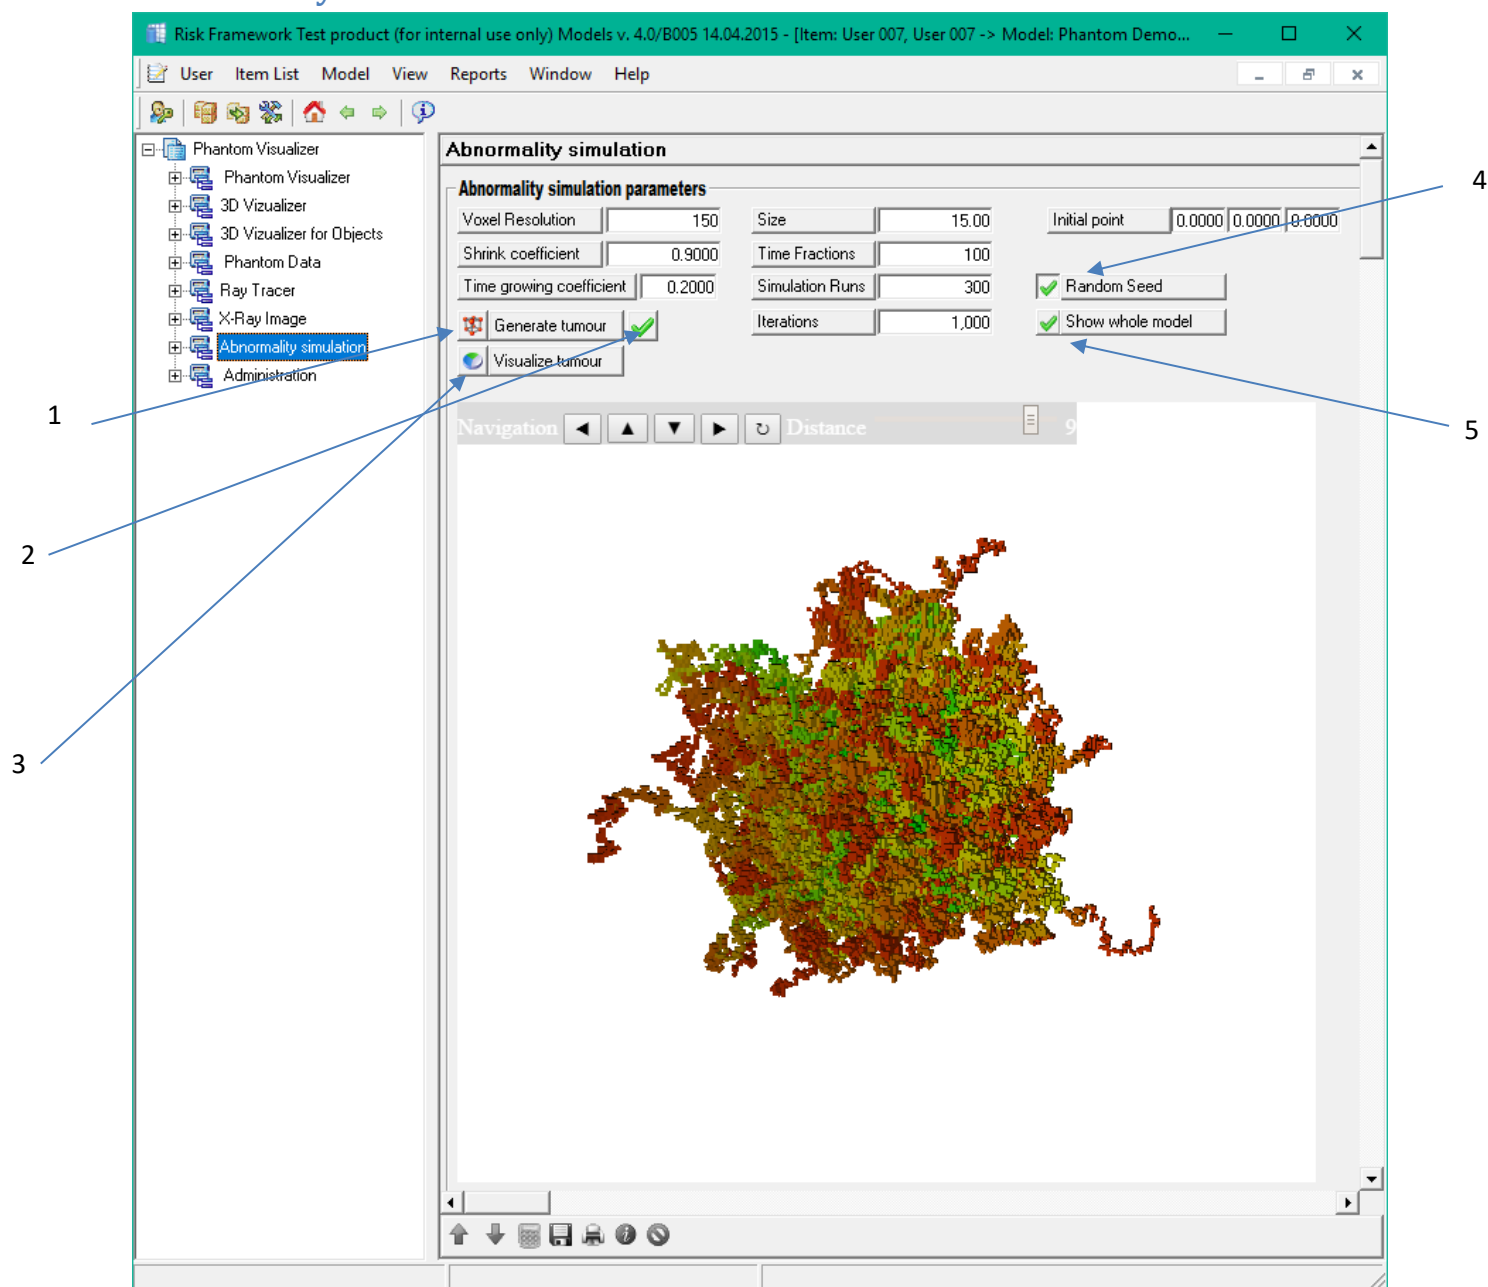 Risk Framework Test product (for internal use only) Models v. 4.0/B005 14.04.2015 - [Item: User 007, User 007 -> Model: Phantom Demo...
User Item List Model View Reports Window Help
Phantom Visualizer
Phantom Visualizer
3D Vizualizer
3D Vizualizer for Objects
Phantom Data
Ray Tracer
X-Ray Image
Abnormality simulation
Administration
Abnormality simulation
Abnormality simulation parameters
Voxel Resolution 150 Size 15.00 Initial point 0.0000 0.0000 0.0000
Shrink coefficient 0.9000 Time Fractions 100
Time growing coefficient 0.2000 Simulation Runs 300 Random Seed
Generate tumour Iterations 1,000 Show whole model
Visualize tumour
Navigation Distance 9
1
2
3
4
5